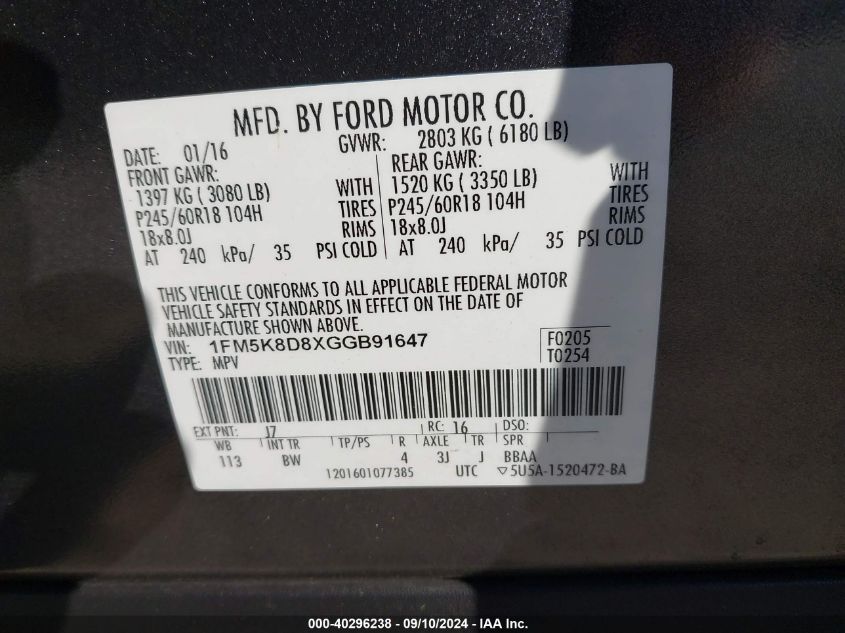 MFD. BY FORD MOTOR CO.
DATE: 01/16 GVWR: 2803 KG ( 6180 LB)
FRONT GAWR: REAR GAWR:
1397 KG ( 3080 LB) WITH 1520 KG ( 3350 LB) WITH
P245/60R18 104H TIRES P245/60R18 104H TIRES
18x8.0J RIMS 18x8.0J RIMS
AT 240 kPa/ 35 PSI COLD AT 240 kPa/ 35 PSI COLD
THIS VEHICLE CONFORMS TO ALL APPLICABLE FEDERAL MOTOR
VEHICLE SAFETY STANDARDS IN EFFECT ON THE DATE OF
MANUFACTURE SHOWN ABOVE.
VIN: 1FM5K8D8XGGB91647 F0205
TYPE: MPV T0254
EXT PNT: J7 RC: 16 DSO:
WB INT TR TP/PS R AXLE TR SPR
113 BW 4 3J J BBAA
1201601077385 UTC ▽5U5A-1520472-BA
000-40296238 - 09/10/2024 - IAA Inc.